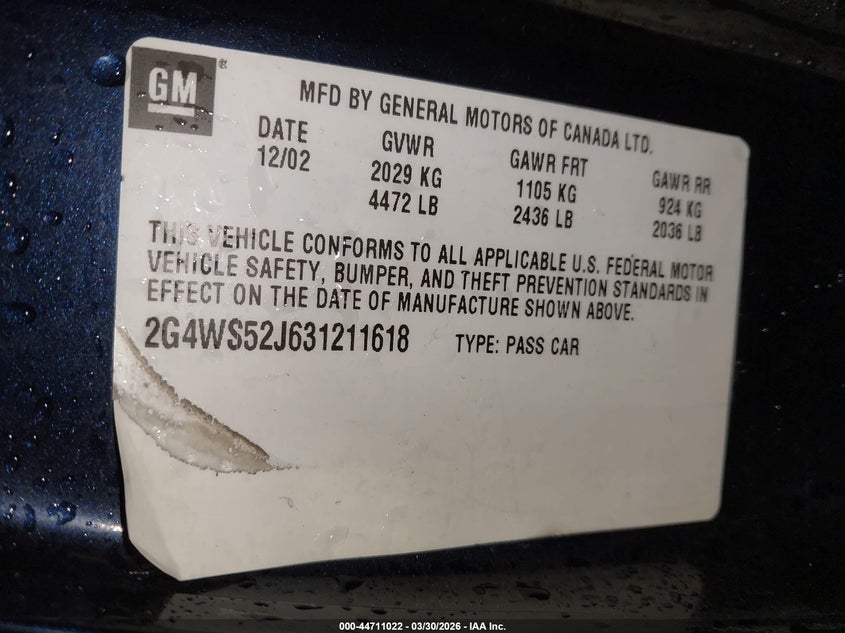 GM®
MFD BY GENERAL MOTORS OF CANADA LTD.
DATE GVWR GAWR FRT GAWR RR
12/02 2029 KG 1105 KG 924 KG
4472 LB 2436 LB 2036 LB
THIS VEHICLE CONFORMS TO ALL APPLICABLE U.S. FEDERAL MOTOR
VEHICLE SAFETY, BUMPER, AND THEFT PREVENTION STANDARDS IN
EFFECT ON THE DATE OF MANUFACTURE SHOWN ABOVE.
2G4WS52J631211618 TYPE: PASS CAR
000-44711022 - 03/30/2026 - IAA Inc.